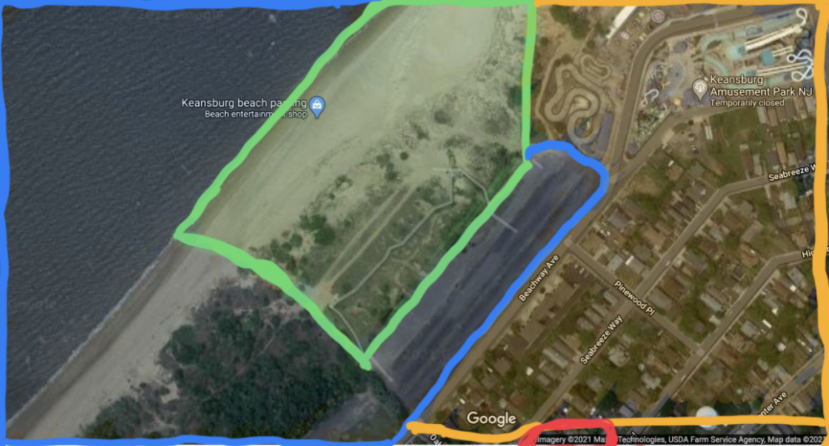 Keansburg beach parking
Beach entertainment shop
Keansburg
Amusement Park NJ
Temporarily closed
Seabreeze W
Beachway Ave
Pinewood Pl
Seabreeze Way
Google
Imagery ©2021 Ma Technologies, USDA Farm Service Agency, Map data ©202